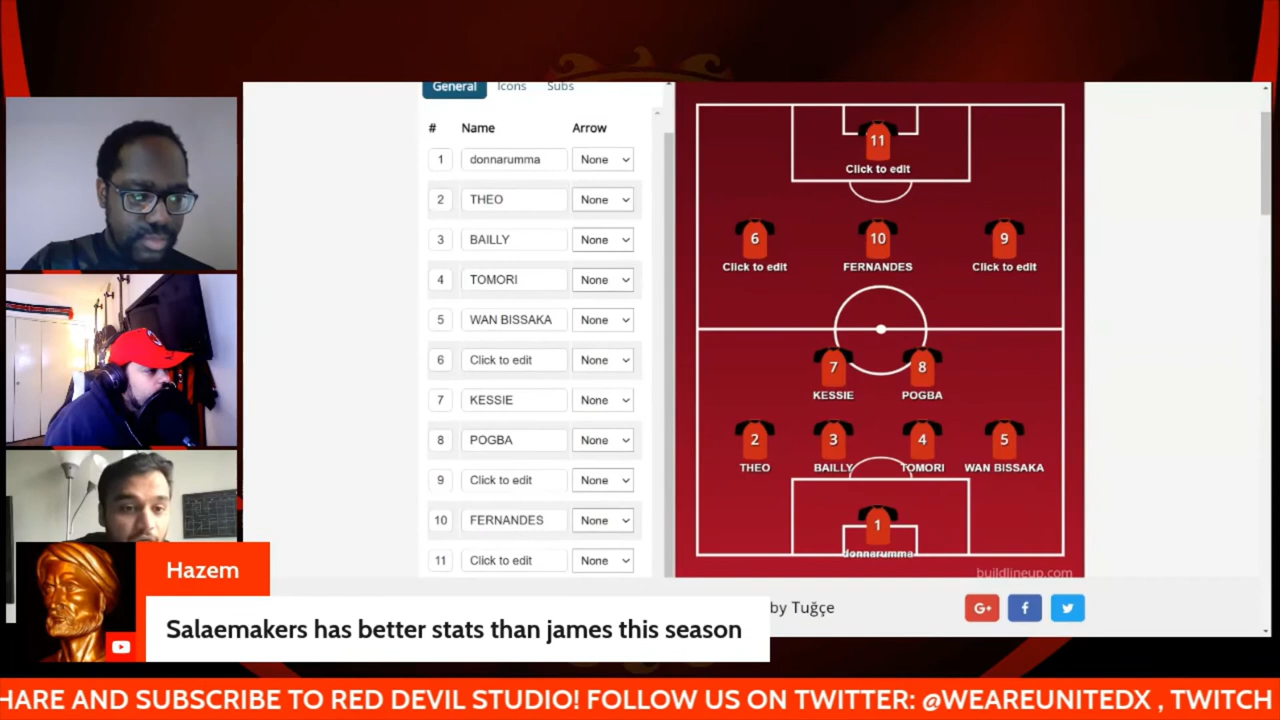 General Icons Subs
# Name Arrow
1 donnarumma None
2 THEO None
3 BAILLY None
4 TOMORI None
5 WAN BISSAKA None
6 Click to edit None
7 KESSIE None
8 POGBA None
9 Click to edit None
10 FERNANDES None
11 Click to edit None
11
Click to edit
6 10 9
Click to edit FERNANDES Click to edit
7 8
KESSIE POGBA
2 3 4 5
THEO BAILLY TOMORI WAN BISSAKA
1
donnarumma
buildlineup.com
by Tuğçe
G+ f
Hazem
Salaemakers has better stats than james this season
HARE AND SUBSCRIBE TO RED DEVIL STUDIO! FOLLOW US ON TWITTER: @WEAREUNITEDX , TWITCH